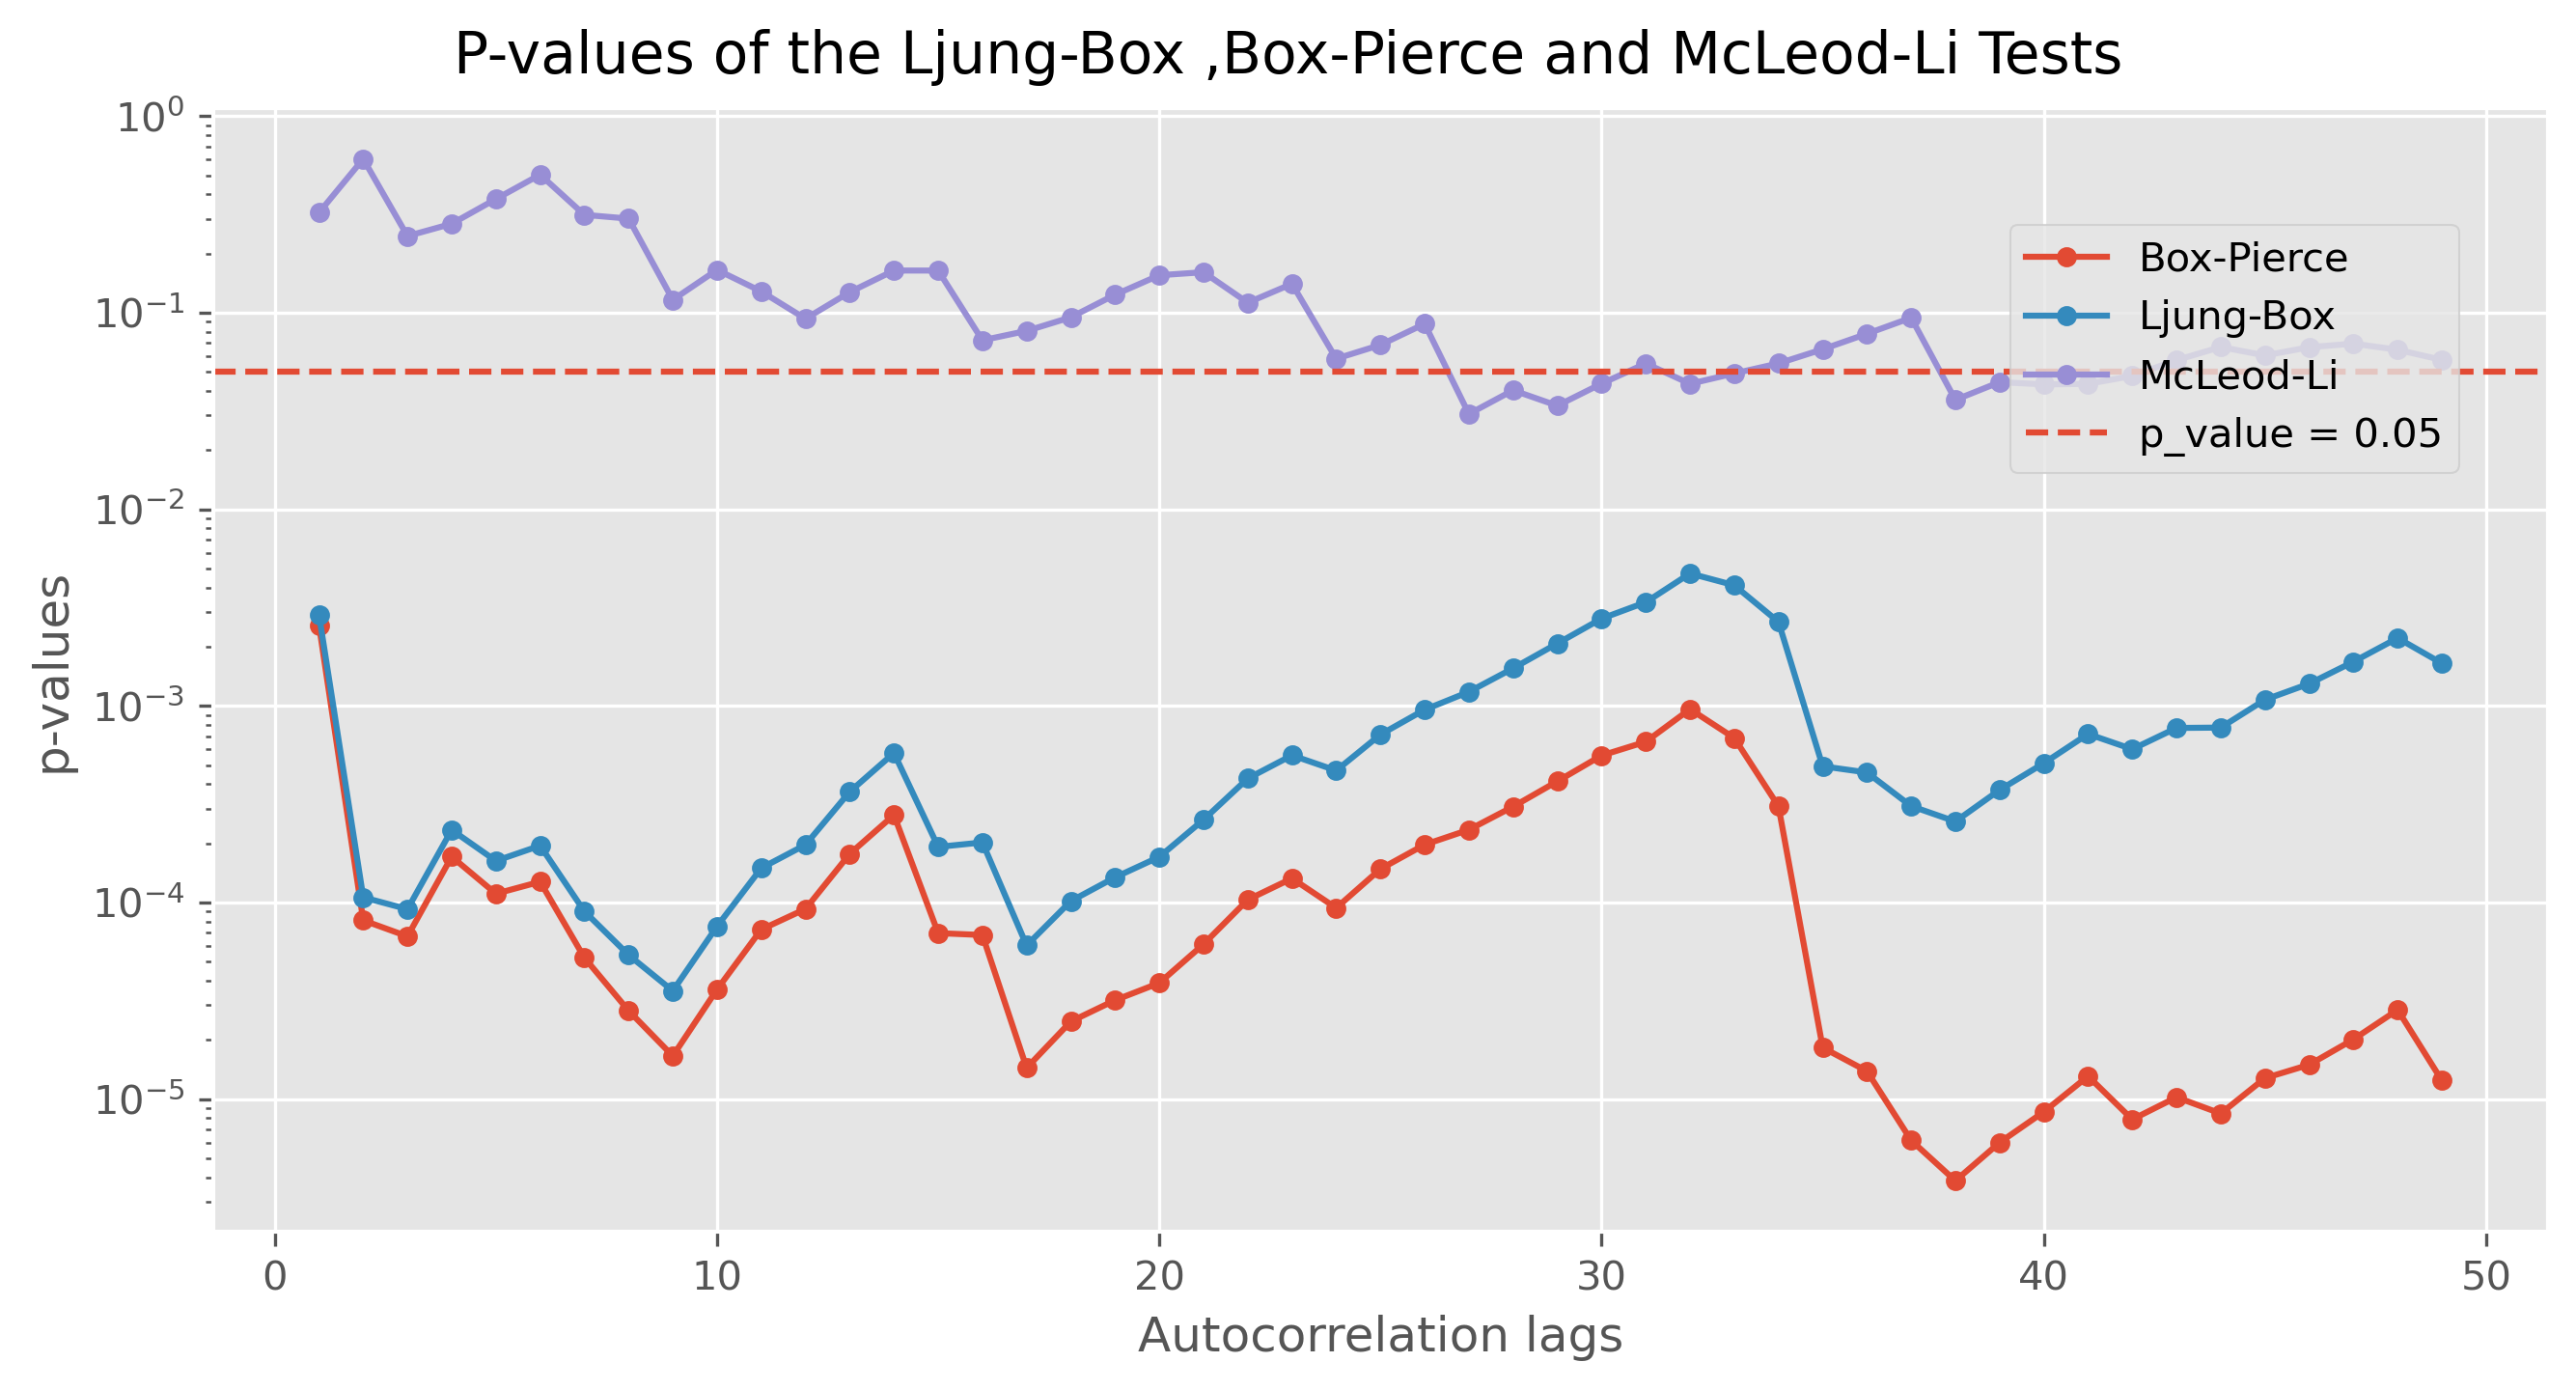 P-values of the Ljung-Box ,Box-Pierce and McLeod-Li Tests
10⁰
10⁻¹
10⁻²
10⁻³
10⁻⁴
10⁻⁵
p-values
Box-Pierce
Ljung-Box
McLeod-Li
p_value = 0.05
0 10 20 30 40 50
Autocorrelation lags